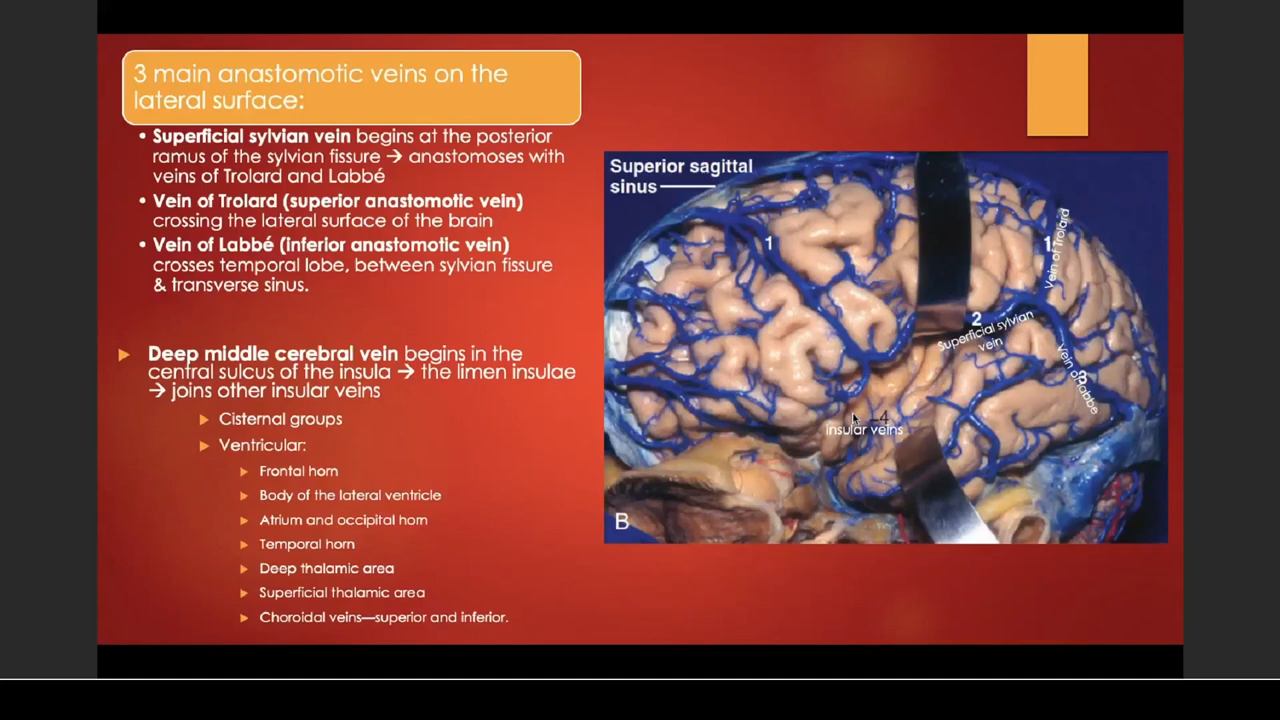 3 main anastomotic veins on the
lateral surface:
• Superficial sylvian vein begins at the posterior
ramus of the sylvian fissure → anastomoses with
veins of Trolard and Labbé
• Vein of Trolard (superior anastomotic vein)
crossing the lateral surface of the brain
• Vein of Labbé (inferior anastomotic vein)
crosses temporal lobe, between sylvian fissure
& transverse sinus.
Deep middle cerebral vein begins in the
central sulcus of the insula → the limen insulae
→ joins other insular veins
Cisternal groups
Ventricular:
Frontal horn
Body of the lateral ventricle
Atrium and occipital horn
Temporal horn
Deep thalamic area
Superficial thalamic area
Choroidal veins—superior and inferior.
Superior sagittal
sinus
1
1
Vein of Trolard
2
Superficial sylvian
vein
3
Vein of labbe
4
insular veins
B